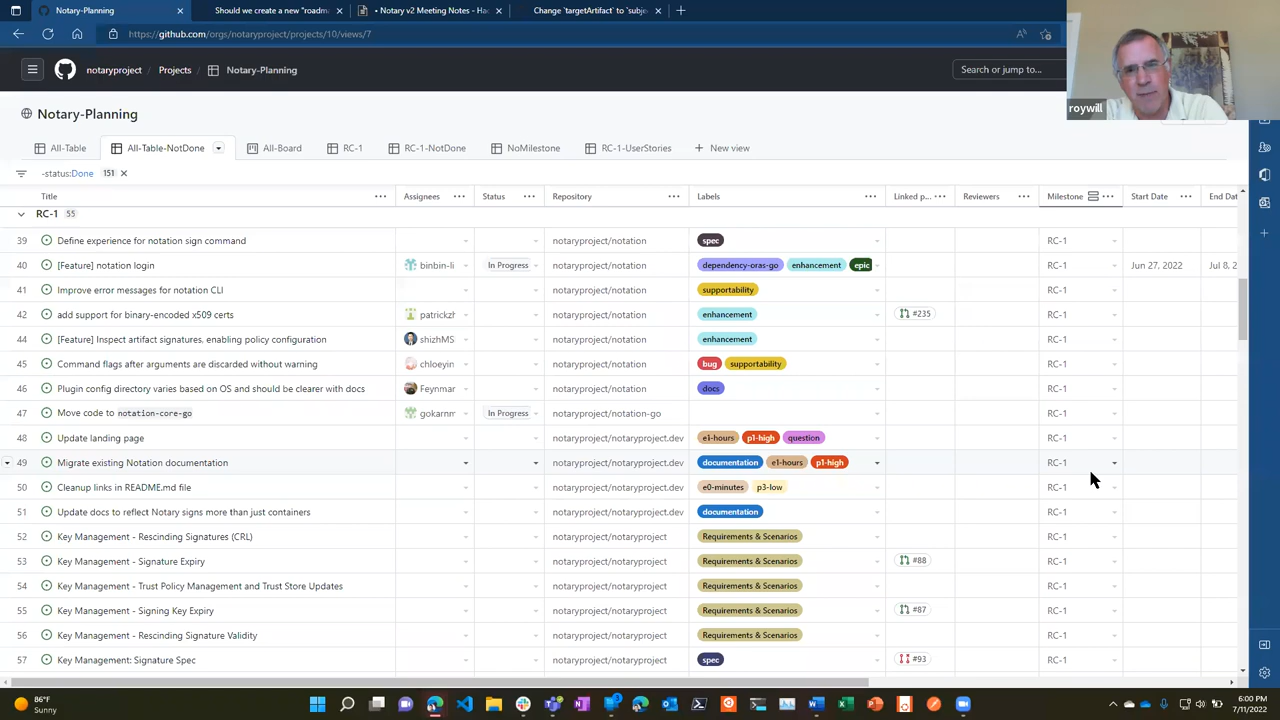 Notary-Planning
Should we create a new "roadm
Notary v2 Meeting Notes - Hac
Change `targetArtifact` to `subje
https://github.com/orgs/notaryproject/projects/10/views/7
notaryproject Projects Notary-Planning Search or jump to...
roywill
Notary-Planning
All-Table All-Table-NotDone All-Board RC-1 RC-1-NotDone NoMilestone RC-1-UserStories + New view
-status:Done 151
Title Assignees Status Repository Labels Linked p... Reviewers Milestone Start Date End Da
RC-1 55
39 Define experience for notation sign command notaryproject/notation spec RC-1
40 [Feature] notation login binbin-li In Progress notaryproject/notation dependency-oras-go enhancement epic RC-1 Jun 27, 2022 Jul 8, 2
41 Improve error messages for notation CLI notaryproject/notation supportability RC-1
42 add support for binary-encoded x509 certs patrickzh notaryproject/notation enhancement #235 RC-1
44 [Feature] Inspect artifact signatures, enabling policy configuration shizhMS notaryproject/notation enhancement RC-1
45 Command flags after arguments are discarded without warning chloeyin notaryproject/notation bug supportability RC-1
46 Plugin config directory varies based on OS and should be clearer with docs Feynmar notaryproject/notation docs RC-1
47 Move code to notation-core-go gokarnm In Progress notaryproject/notation-go RC-1
48 Update landing page notaryproject/notaryproject.dev e1-hours p1-high question RC-1
49 Migrate existing Notation documentation notaryproject/notaryproject.dev documentation e1-hours p1-high RC-1
50 Cleanup links in README.md file notaryproject/notaryproject.dev e0-minutes p3-low RC-1
51 Update docs to reflect Notary signs more than just containers notaryproject/notaryproject.dev documentation RC-1
52 Key Management - Rescinding Signatures (CRL) notaryproject/notaryproject Requirements & Scenarios RC-1
53 Key Management - Signature Expiry notaryproject/notaryproject Requirements & Scenarios #88 RC-1
54 Key Management - Trust Policy Management and Trust Store Updates notaryproject/notaryproject Requirements & Scenarios RC-1
55 Key Management - Signing Key Expiry notaryproject/notaryproject Requirements & Scenarios #87 RC-1
56 Key Management - Rescinding Signature Validity notaryproject/notaryproject Requirements & Scenarios RC-1
57 Key Management: Signature Spec notaryproject/notaryproject spec #93 RC-1
86°F
Sunny
6:00 PM
7/11/2022